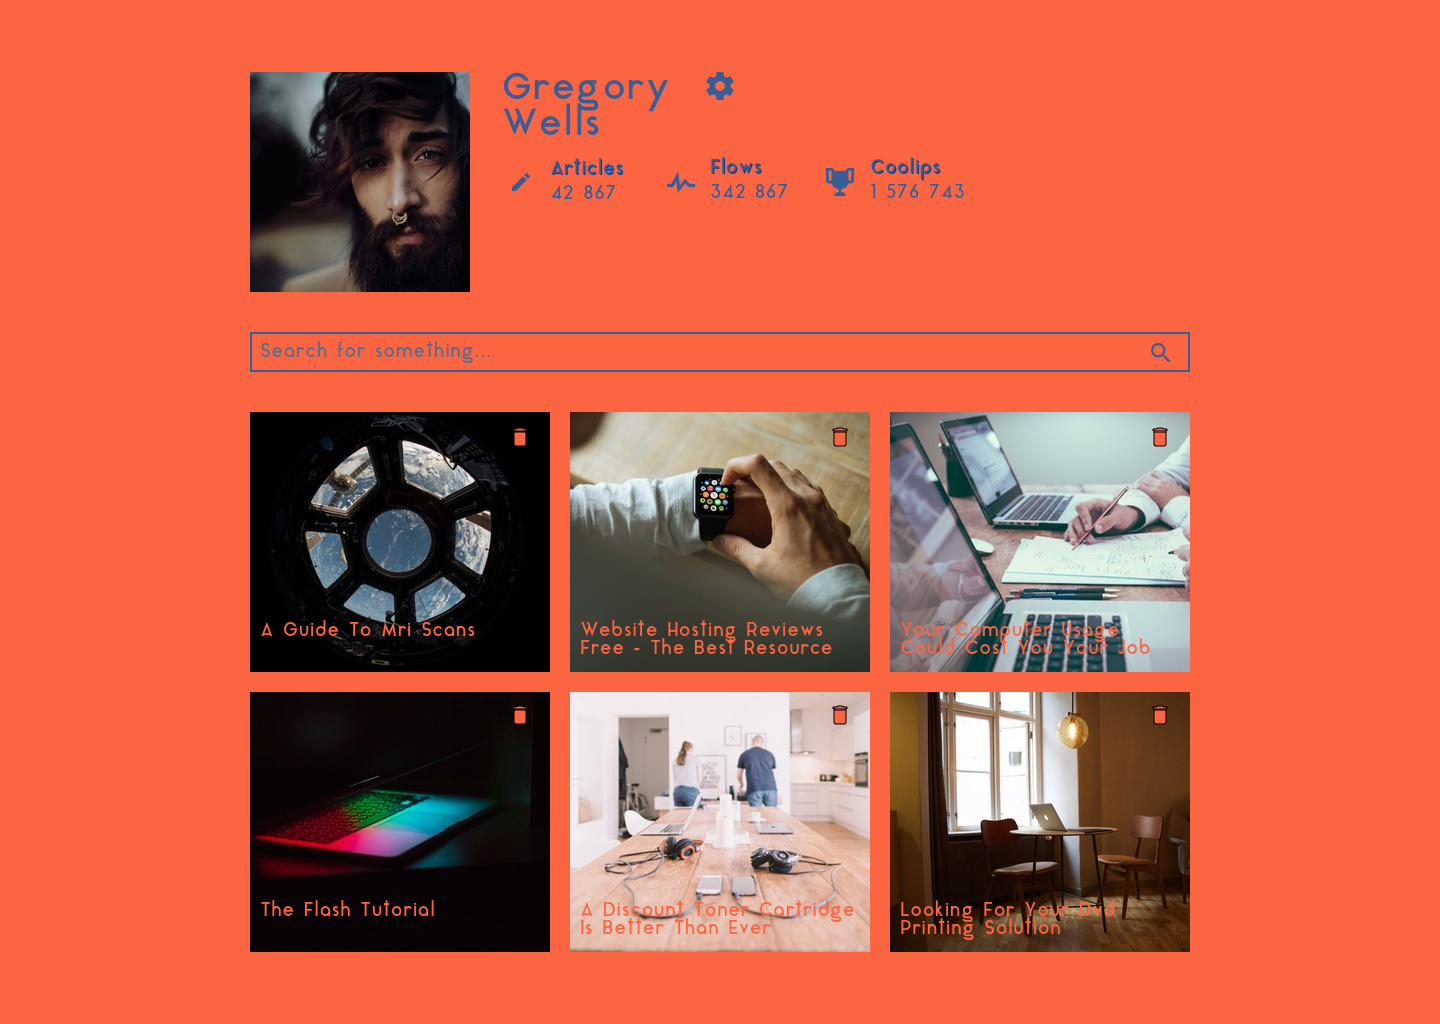 Gregory
Wells
Articles
42 867
Flows
342 867
Coolips
1 576 743
Search for something...
A Guide To Mri Scans
Website Hosting Reviews
Free - The Best Resource
Your Computer Usage
Could Cost You Your Job
The Flash Tutorial
A Discount Toner Cartridge
Is Better Than Ever
Looking For Your Dvd
Printing Solution